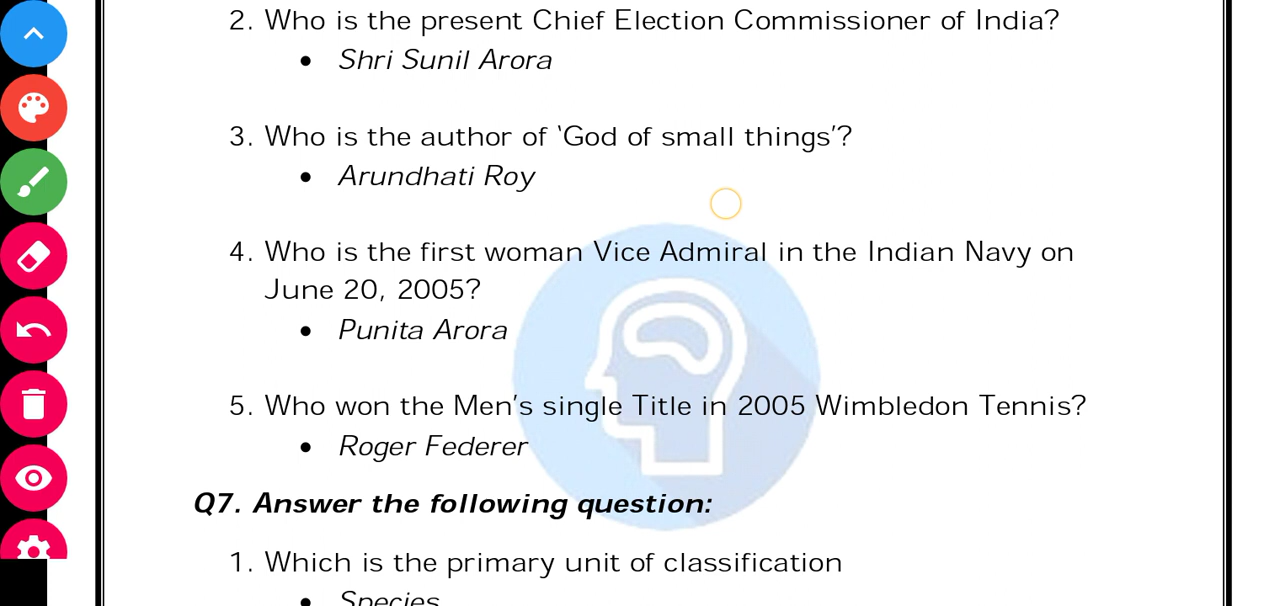 2. Who is the present Chief Election Commissioner of India?
• Shri Sunil Arora
3. Who is the author of ‘God of small things’?
• Arundhati Roy
4. Who is the first woman Vice Admiral in the Indian Navy on
June 20, 2005?
• Punita Arora
5. Who won the Men’s single Title in 2005 Wimbledon Tennis?
• Roger Federer
Q7. Answer the following question:
1. Which is the primary unit of classification
• Species